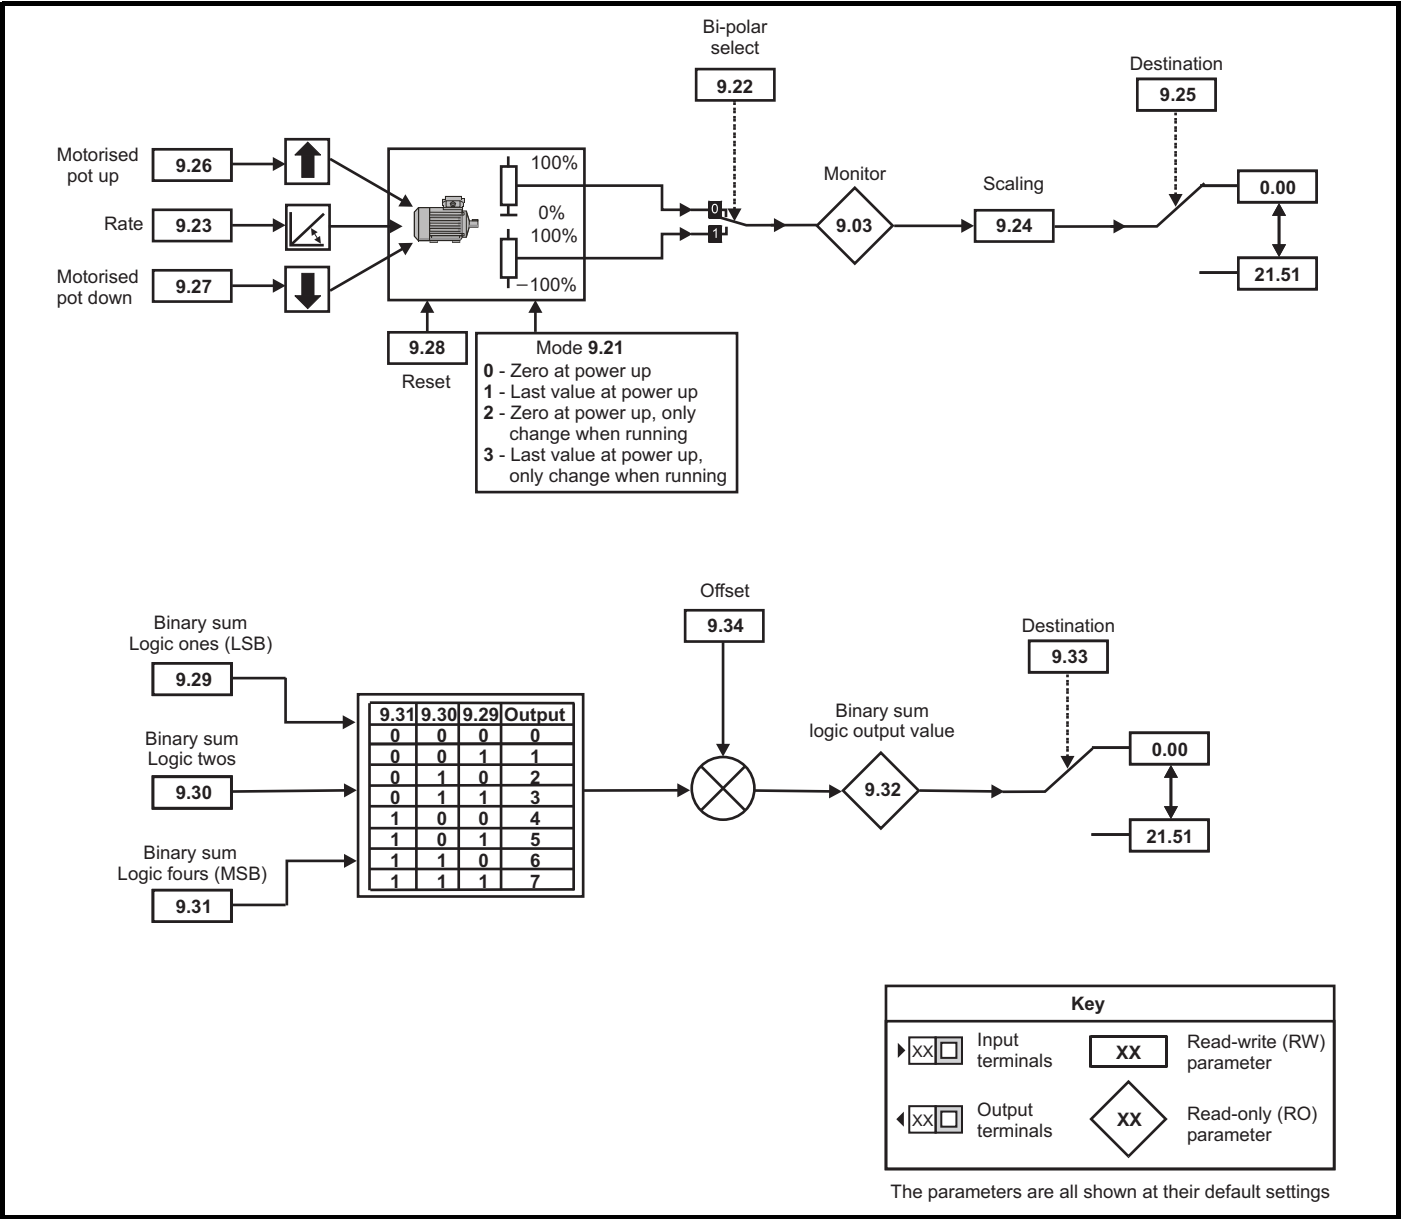 Bi-polar
select
9.22
Destination
9.25
Motorised
pot up
9.26
100%
0%
100%
–100%
Rate
9.23
Motorised
pot down
9.27
0
1
Monitor
9.03
Scaling
9.24
0.00
21.51
9.28
Reset
Mode 9.21
0 - Zero at power up
1 - Last value at power up
2 - Zero at power up, only
change when running
3 - Last value at power up,
only change when running
Offset
9.34
Binary sum
Logic ones (LSB)
9.29
Destination
9.33
Binary sum
Logic twos
9.30
Binary sum
Logic fours (MSB)
9.31
9.31 9.30 9.29 Output
0 0 0 0
0 0 1 1
0 1 0 2
0 1 1 3
1 0 0 4
1 0 1 5
1 1 0 6
1 1 1 7
Binary sum
logic output value
9.32
0.00
21.51
Key
XX
Input
terminals
XX
Read-write (RW)
parameter
XX
Output
terminals
XX
Read-only (RO)
parameter
The parameters are all shown at their default settings